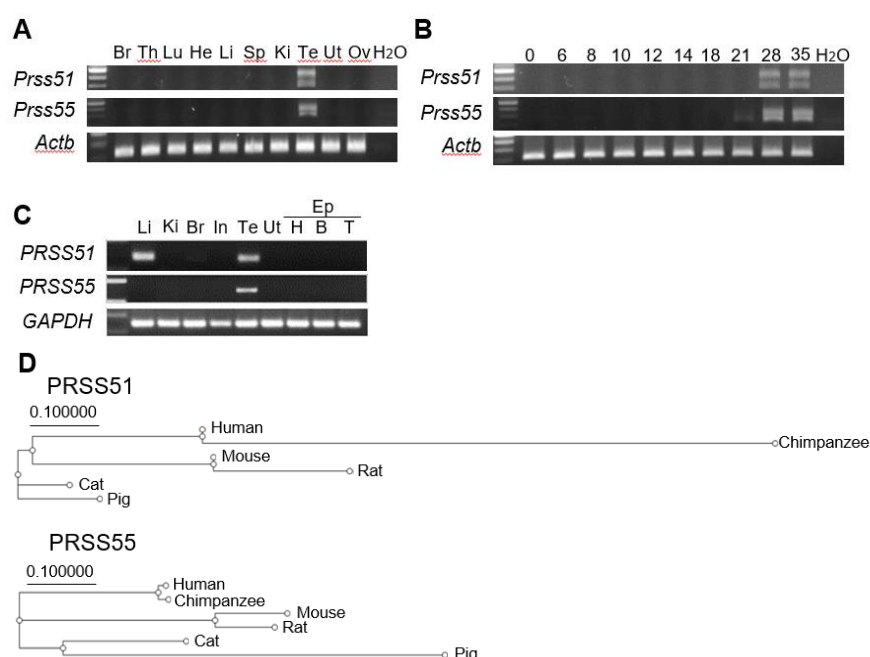 A
Br Th Lu He Li Sp Ki Te Ut Ov H2O
Prss51
Prss55
Actb
B
0 6 8 10 12 14 18 21 28 35 H2O
Prss51
Prss55
Actb
C
Ep
Li Ki Br In Te Ut H B T
PRSS51
PRSS55
GAPDH
D
PRSS51
0.100000
Human
Chimpanzee
Mouse
Rat
Cat
Pig
PRSS55
0.100000
Human
Chimpanzee
Mouse
Rat
Cat
Pig